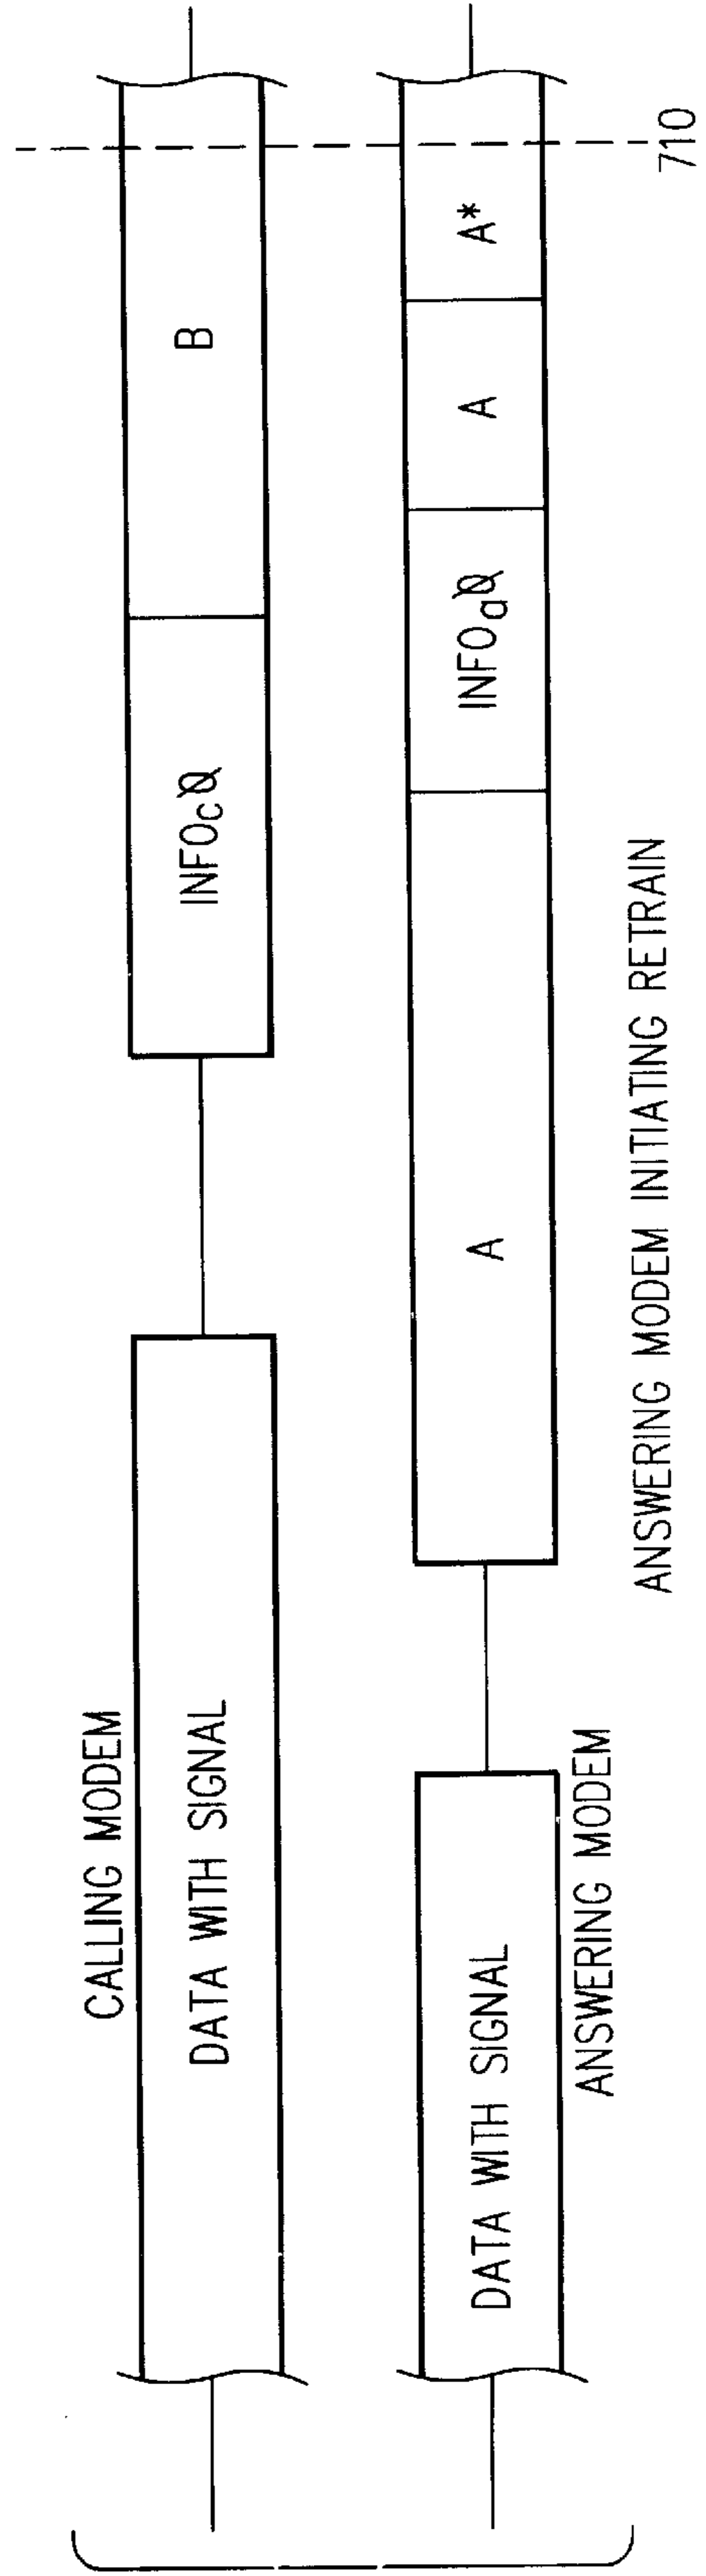 CALLING MODEM
DATA WITH SIGNAL
INFOc0
B
DATA WITH SIGNAL
A
INFOa0
A
A*
ANSWERING MODEM
710
ANSWERING MODEM INITIATING RETRAIN